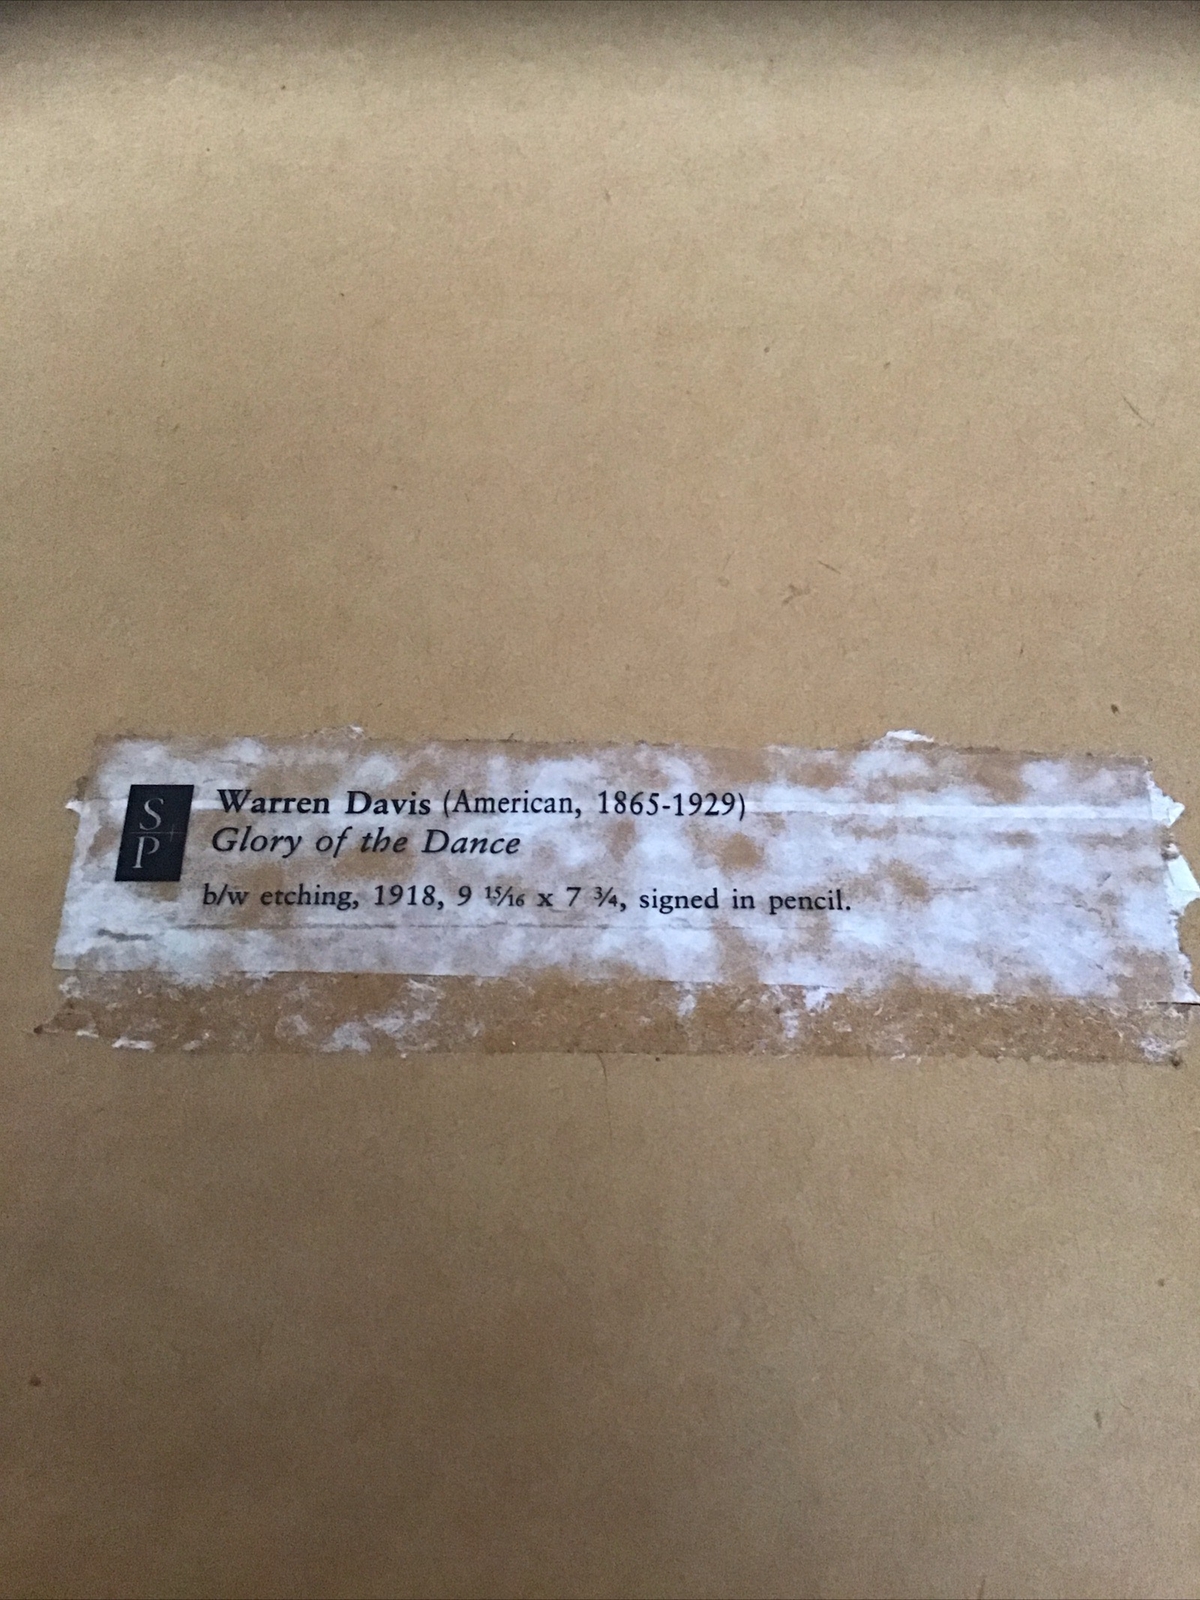 S
P
Warren Davis (American, 1865-1929)
Glory of the Dance
b/w etching, 1918, 9 15/16 x 7 3/4, signed in pencil.